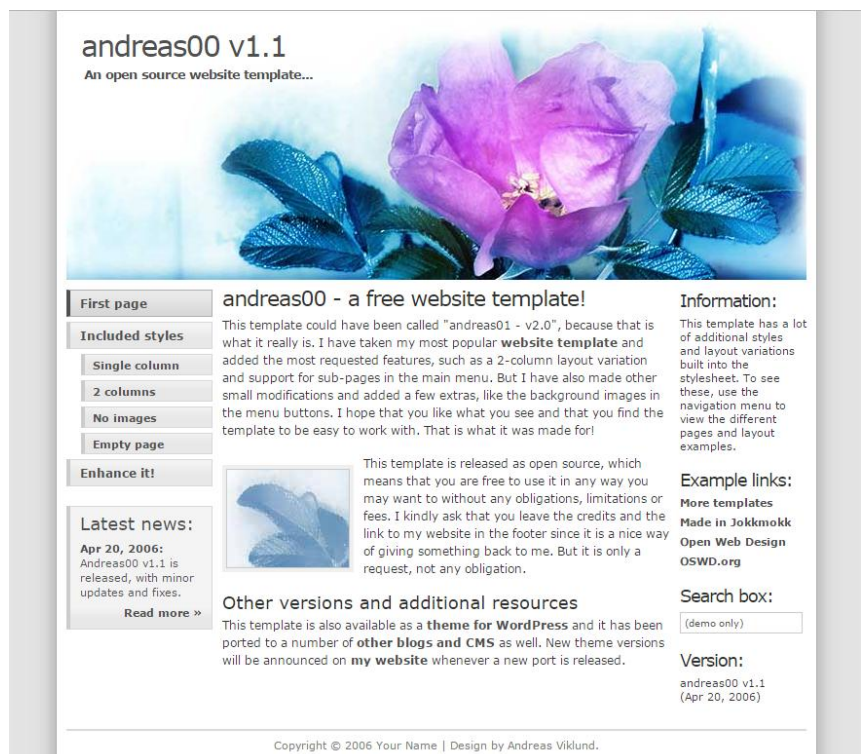 andreas00 v1.1
An open source website template...
First page
Included styles
Single column
2 columns
No images
Empty page
Enhance it!
Latest news:
Apr 20, 2006:
Andreas00 v1.1 is
released, with minor
updates and fixes.
Read more »
andreas00 - a free website template!
This template could have been called "andreas01 - v2.0", because that is
what it really is. I have taken my most popular website template and
added the most requested features, such as a 2-column layout variation
and support for sub-pages in the main menu. But I have also made other
small modifications and added a few extras, like the background images in
the menu buttons. I hope that you like what you see and that you find the
template to be easy to work with. That is what it was made for!
This template is released as open source, which
means that you are free to use it in any way you
may want to without any obligations, limitations or
fees. I kindly ask that you leave the credits and the
link to my website in the footer since it is a nice way
of giving something back to me. But it is only a
request, not any obligation.
Other versions and additional resources
This template is also available as a theme for WordPress and it has been
ported to a number of other blogs and CMS as well. New theme versions
will be announced on my website whenever a new port is released.
Information:
This template has a lot
of additional styles
and layout variations
built into the
stylesheet. To see
these, use the
navigation menu to
view the different
pages and layout
examples.
Example links:
More templates
Made in Jokkmokk
Open Web Design
OSWD.org
Search box:
(demo only)
Version:
andreas00 v1.1
(Apr 20, 2006)
Copyright © 2006 Your Name | Design by Andreas Viklund.